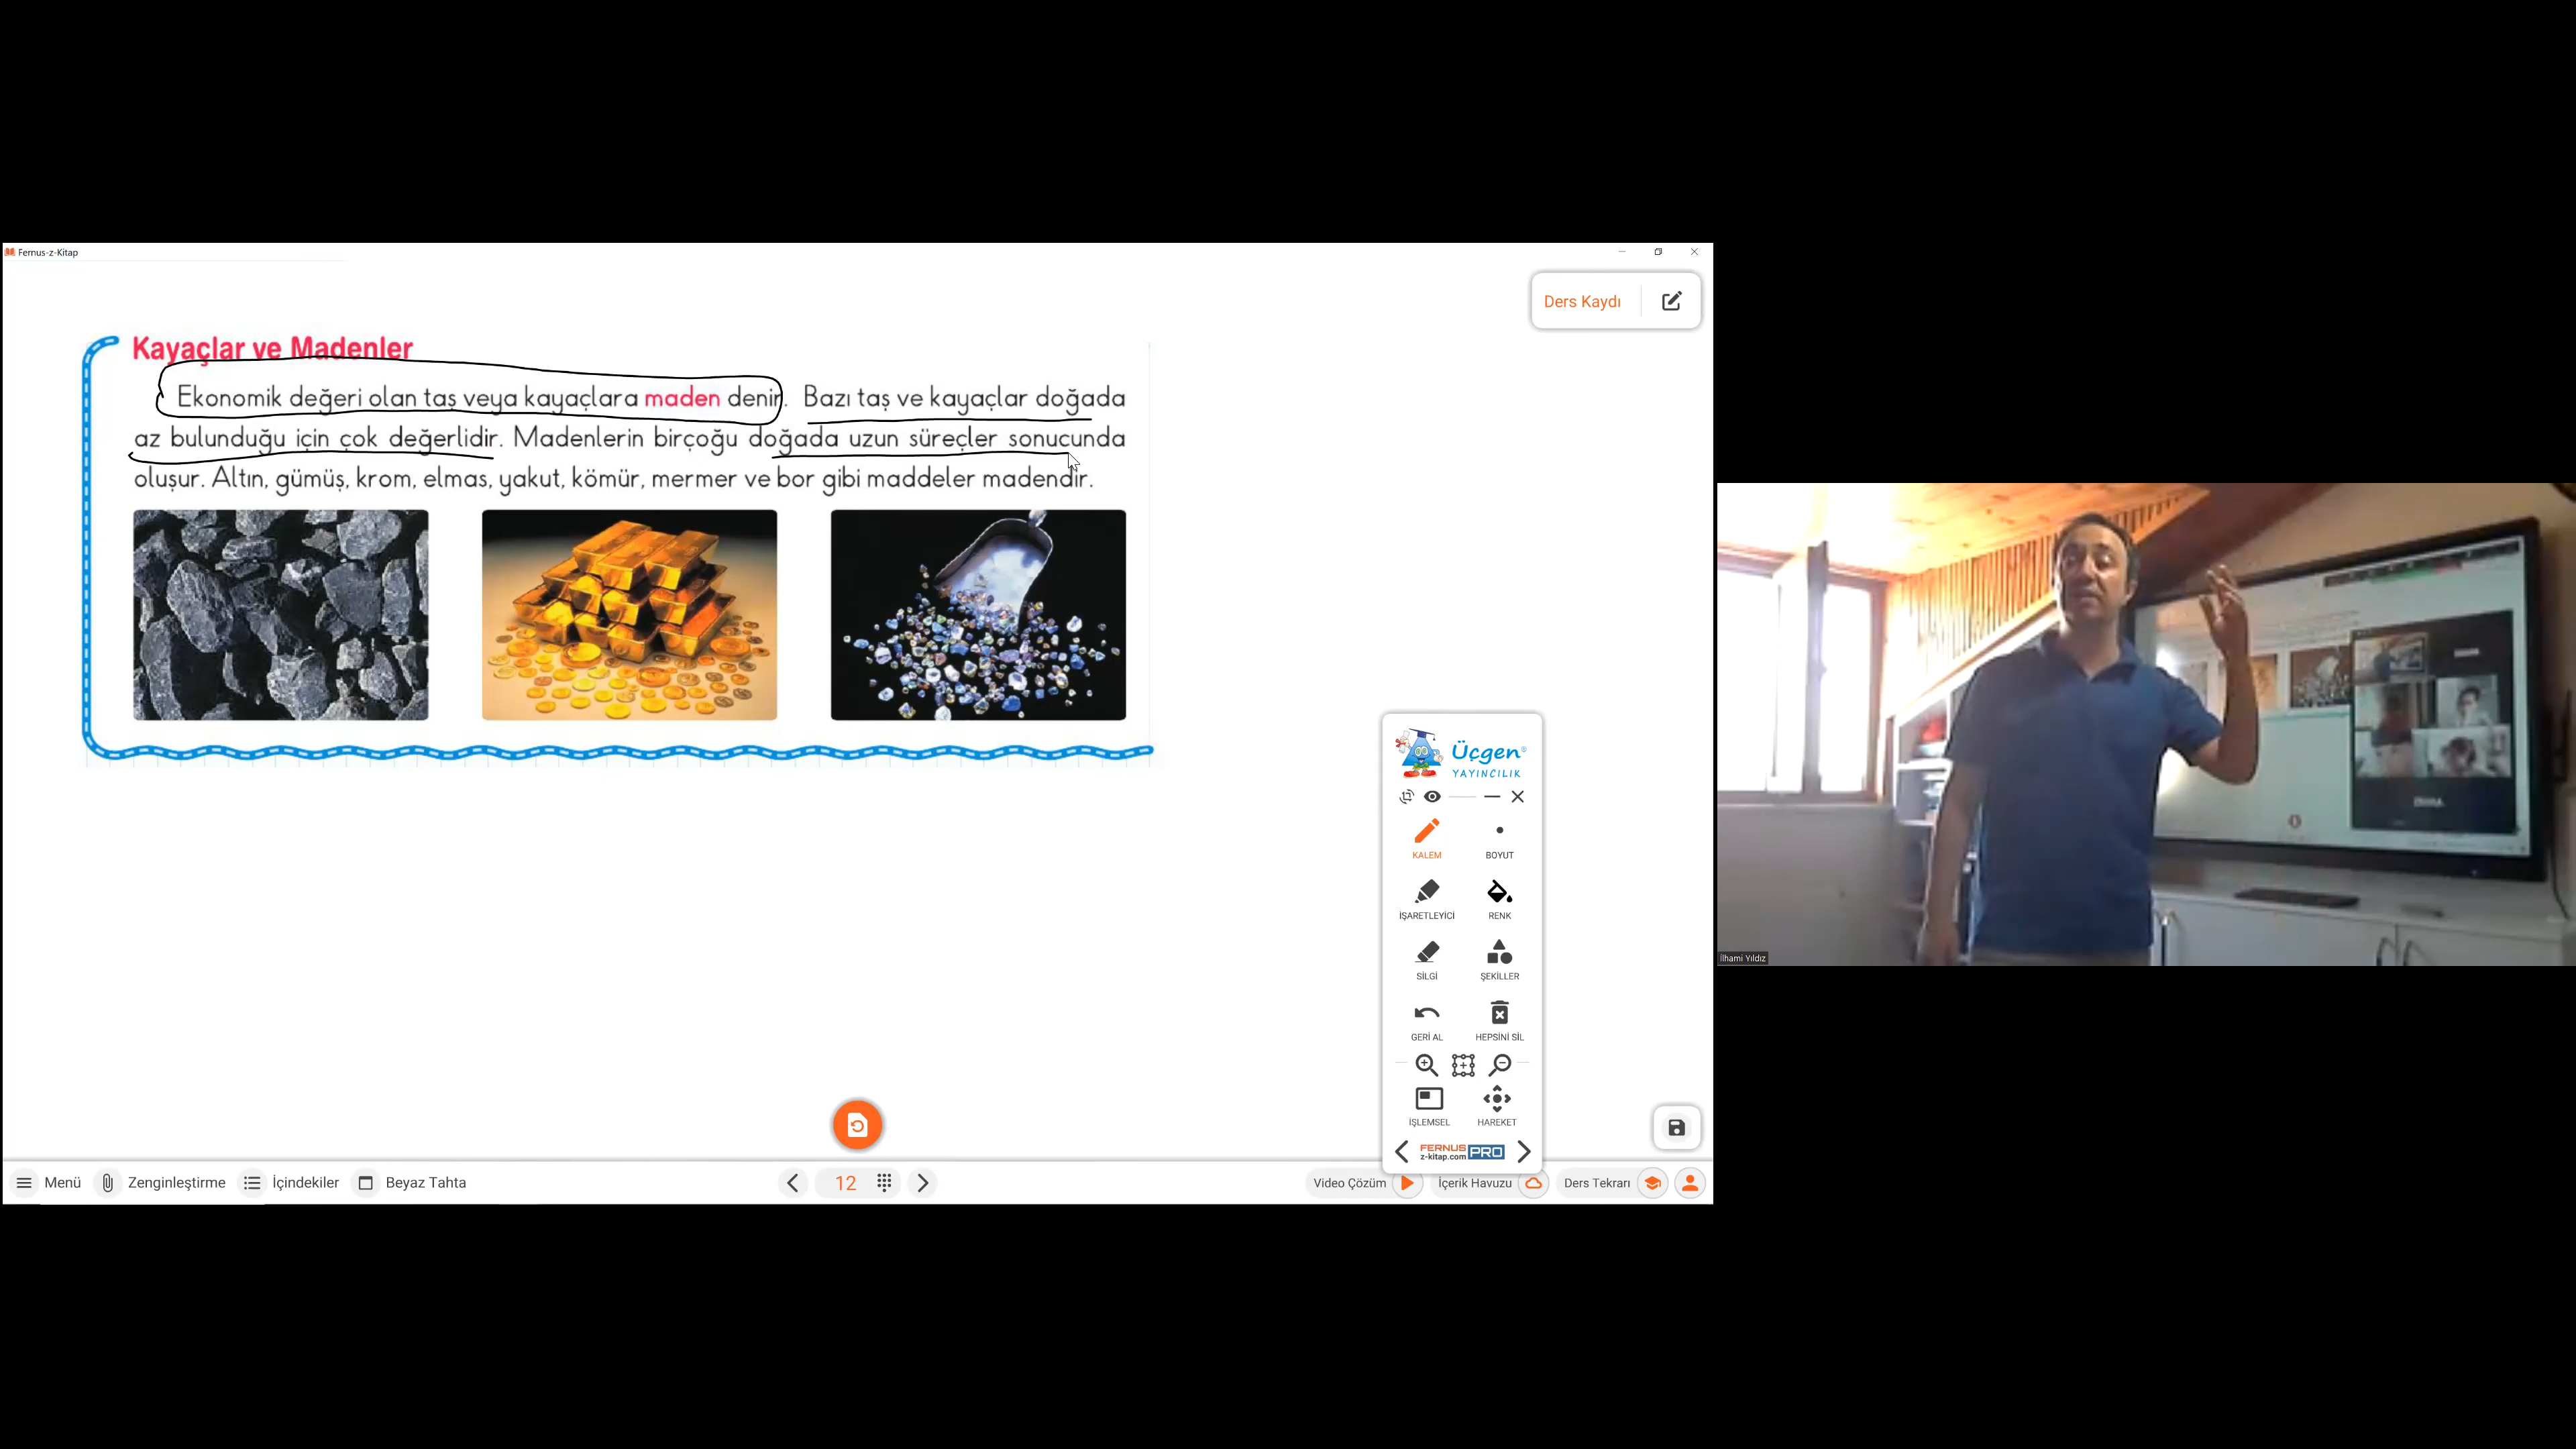 Fernus-z-Kitap
Ders Kaydı
Kayaçlar ve Madenler
Ekonomik değeri olan taş veya kayaçlara maden denir. Bazı taş ve kayaçlar doğada
az bulunduğu için çok değerlidir. Madenlerin birçoğu doğada uzun süreçler sonucunda
oluşur. Altın, gümüş, krom, elmas, yakut, kömür, mermer ve bor gibi maddeler madendir.
Üçgen
YAYINCILIK
KALEM BOYUT
İŞARETLEYİCİ RENK
SİLGİ ŞEKİLLER
GERİ AL HEPSİNİ SİL
İŞLEMSEL HAREKET
FERNUS PRO
z-kitap.com
Menü Zenginleştirme İçindekiler Beyaz Tahta 12 Video Çözüm İçerik Havuzu Ders Tekrarı
İlhami Yıldız